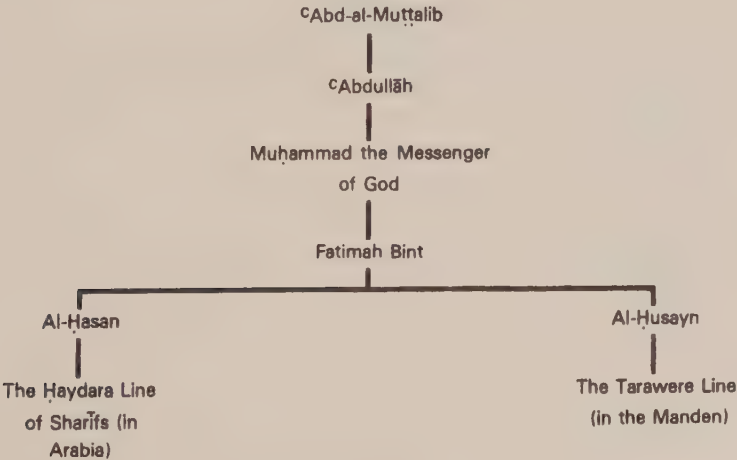 ᶜAbd-al-Muṭṭalib
ᶜAbdullāh
Muḥammad the Messenger
of God
Fatimah Bint
Al-Ḥasan
Al-Ḥusayn
The Ḥaydara Line
of Sharīfs (in
Arabia)
The Tarawere Line
(in the Manden)